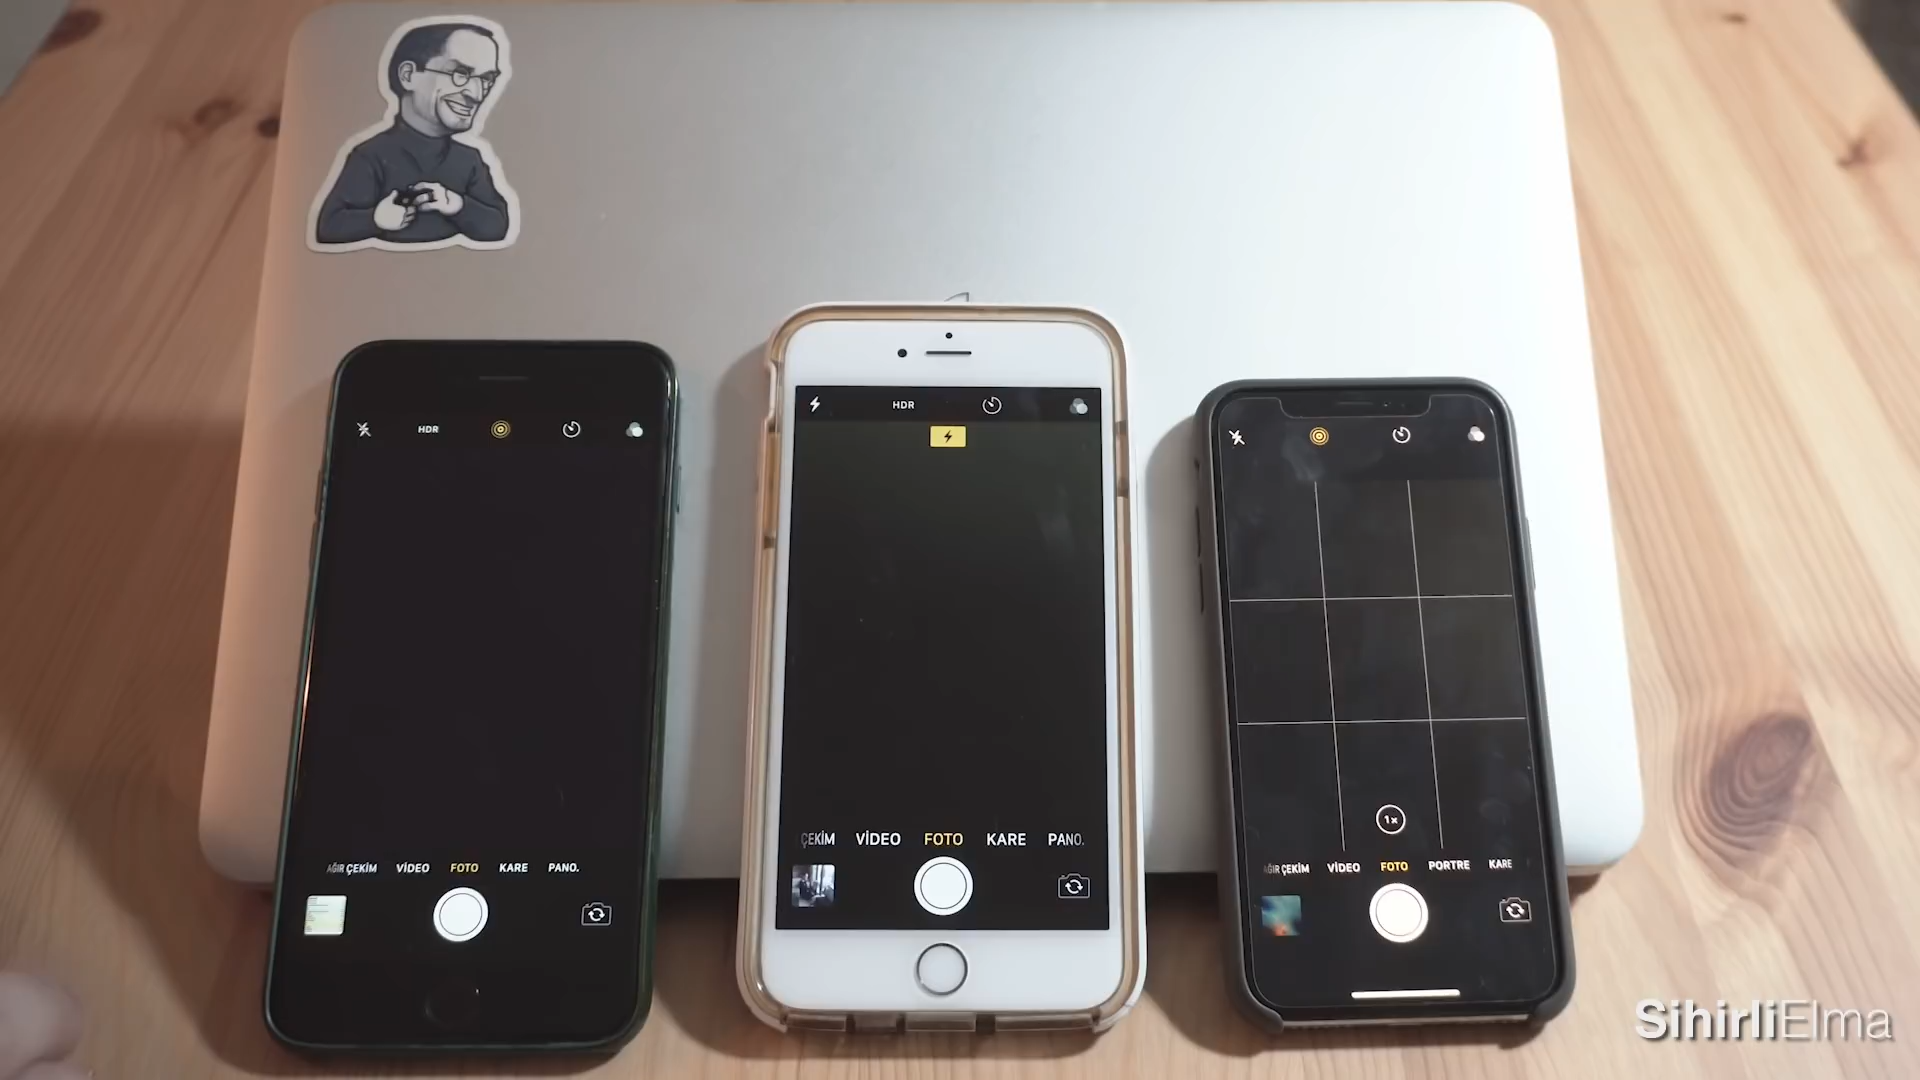 HDR
AĞIR ÇEKİM VİDEO FOTO KARE PANO.
HDR
ÇEKİM VİDEO FOTO KARE PANO.
1x
AĞIR ÇEKİM VİDEO FOTO PORTRE KARE
SihirliElma